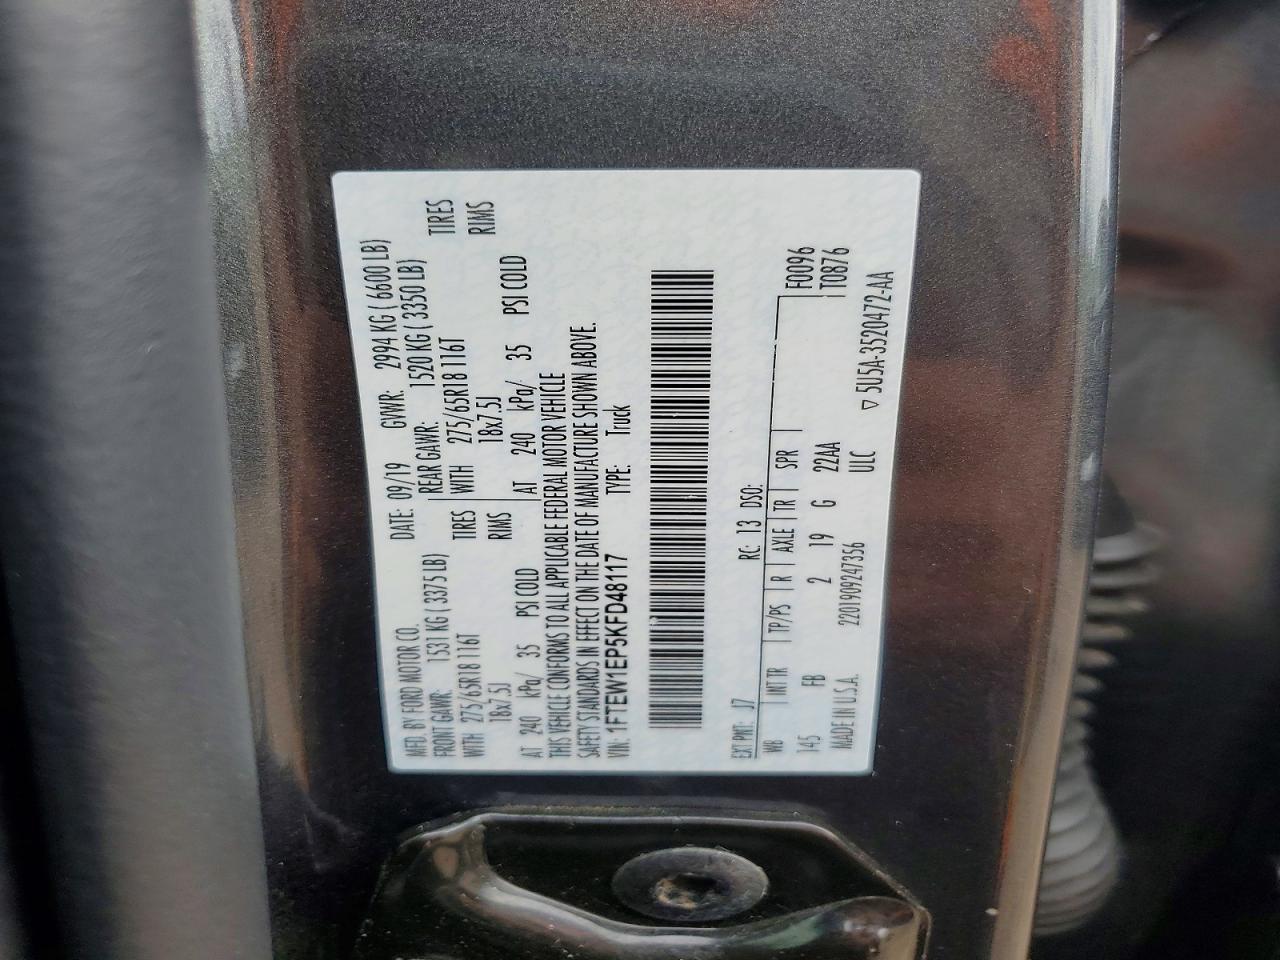 MFD. BY FORD MOTOR CO. DATE: 09/19 GVWR: 2994 KG ( 6600 LB)
FRONT GAWR: 1531 KG ( 3375 LB) REAR GAWR: 1520 KG ( 3350 LB)
WITH 275/65R18 116T TIRES WITH 275/65R18 116T TIRES
18x7.5J RIMS 18x7.5J RIMS
AT 240 kPa/ 35 PSI COLD AT 240 kPa/ 35 PSI COLD
THIS VEHICLE CONFORMS TO ALL APPLICABLE FEDERAL MOTOR VEHICLE
SAFETY STANDARDS IN EFFECT ON THE DATE OF MANUFACTURE SHOWN ABOVE.
VIN: 1FTEW1EP5KFD48117 TYPE: Truck
EXT PNT: J7 RC: 13 DSO:
WB INT TR TP/PS R AXLE TR SPR F0096
145 FB 2 19 G 22AA T0876
MADE IN U.S.A. 2201909247356 ULC
▽ 5U5A-3520472-AA